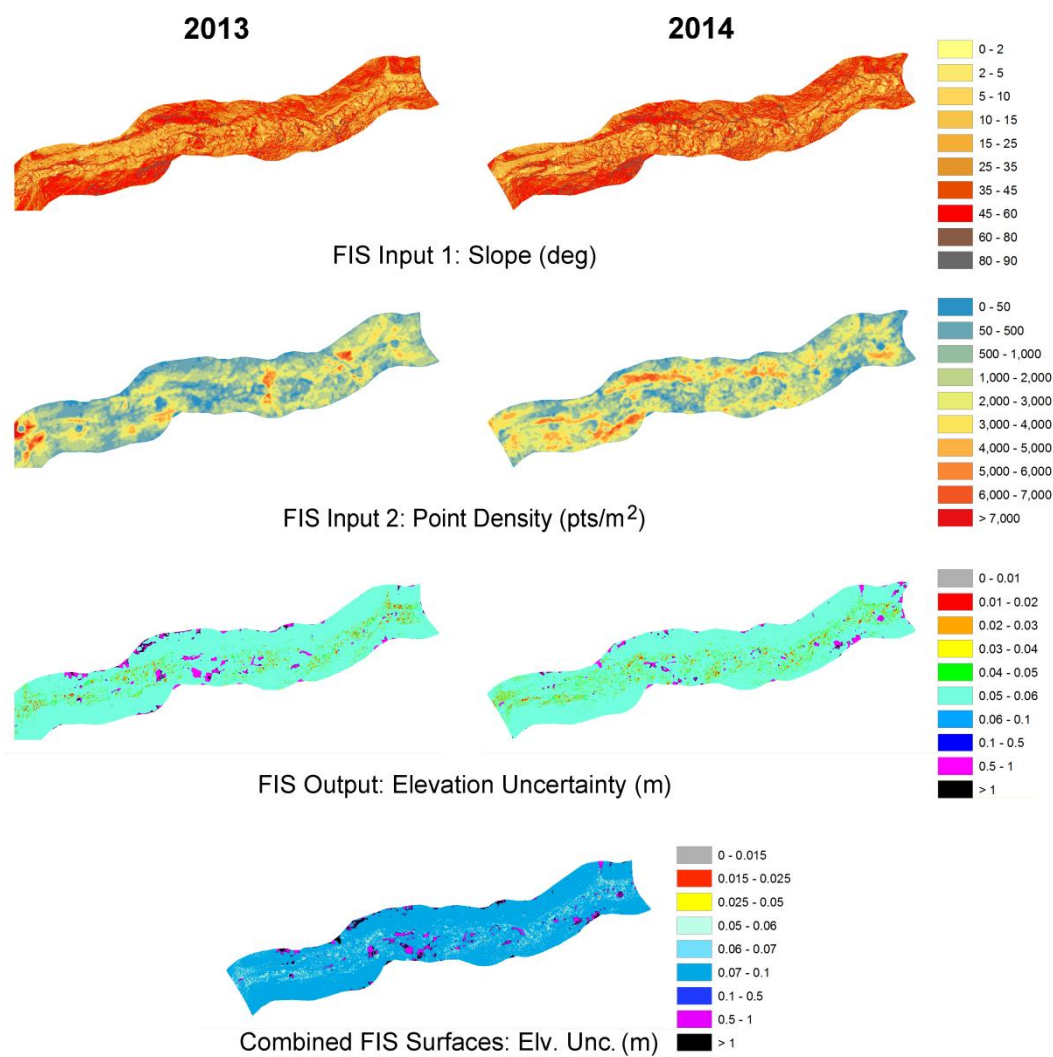 2013
2014
0 - 2
2 - 5
5 - 10
10 - 15
15 - 25
25 - 35
35 - 45
45 - 60
60 - 80
80 - 90
FIS Input 1: Slope (deg)
0 - 50
50 - 500
500 - 1,000
1,000 - 2,000
2,000 - 3,000
3,000 - 4,000
4,000 - 5,000
5,000 - 6,000
6,000 - 7,000
> 7,000
FIS Input 2: Point Density (pts/m²)
0 - 0.01
0.01 - 0.02
0.02 - 0.03
0.03 - 0.04
0.04 - 0.05
0.05 - 0.06
0.06 - 0.1
0.1 - 0.5
0.5 - 1
> 1
FIS Output: Elevation Uncertainty (m)
0 - 0.015
0.015 - 0.025
0.025 - 0.05
0.05 - 0.06
0.06 - 0.07
0.07 - 0.1
0.1 - 0.5
0.5 - 1
> 1
Combined FIS Surfaces: Elv. Unc. (m)